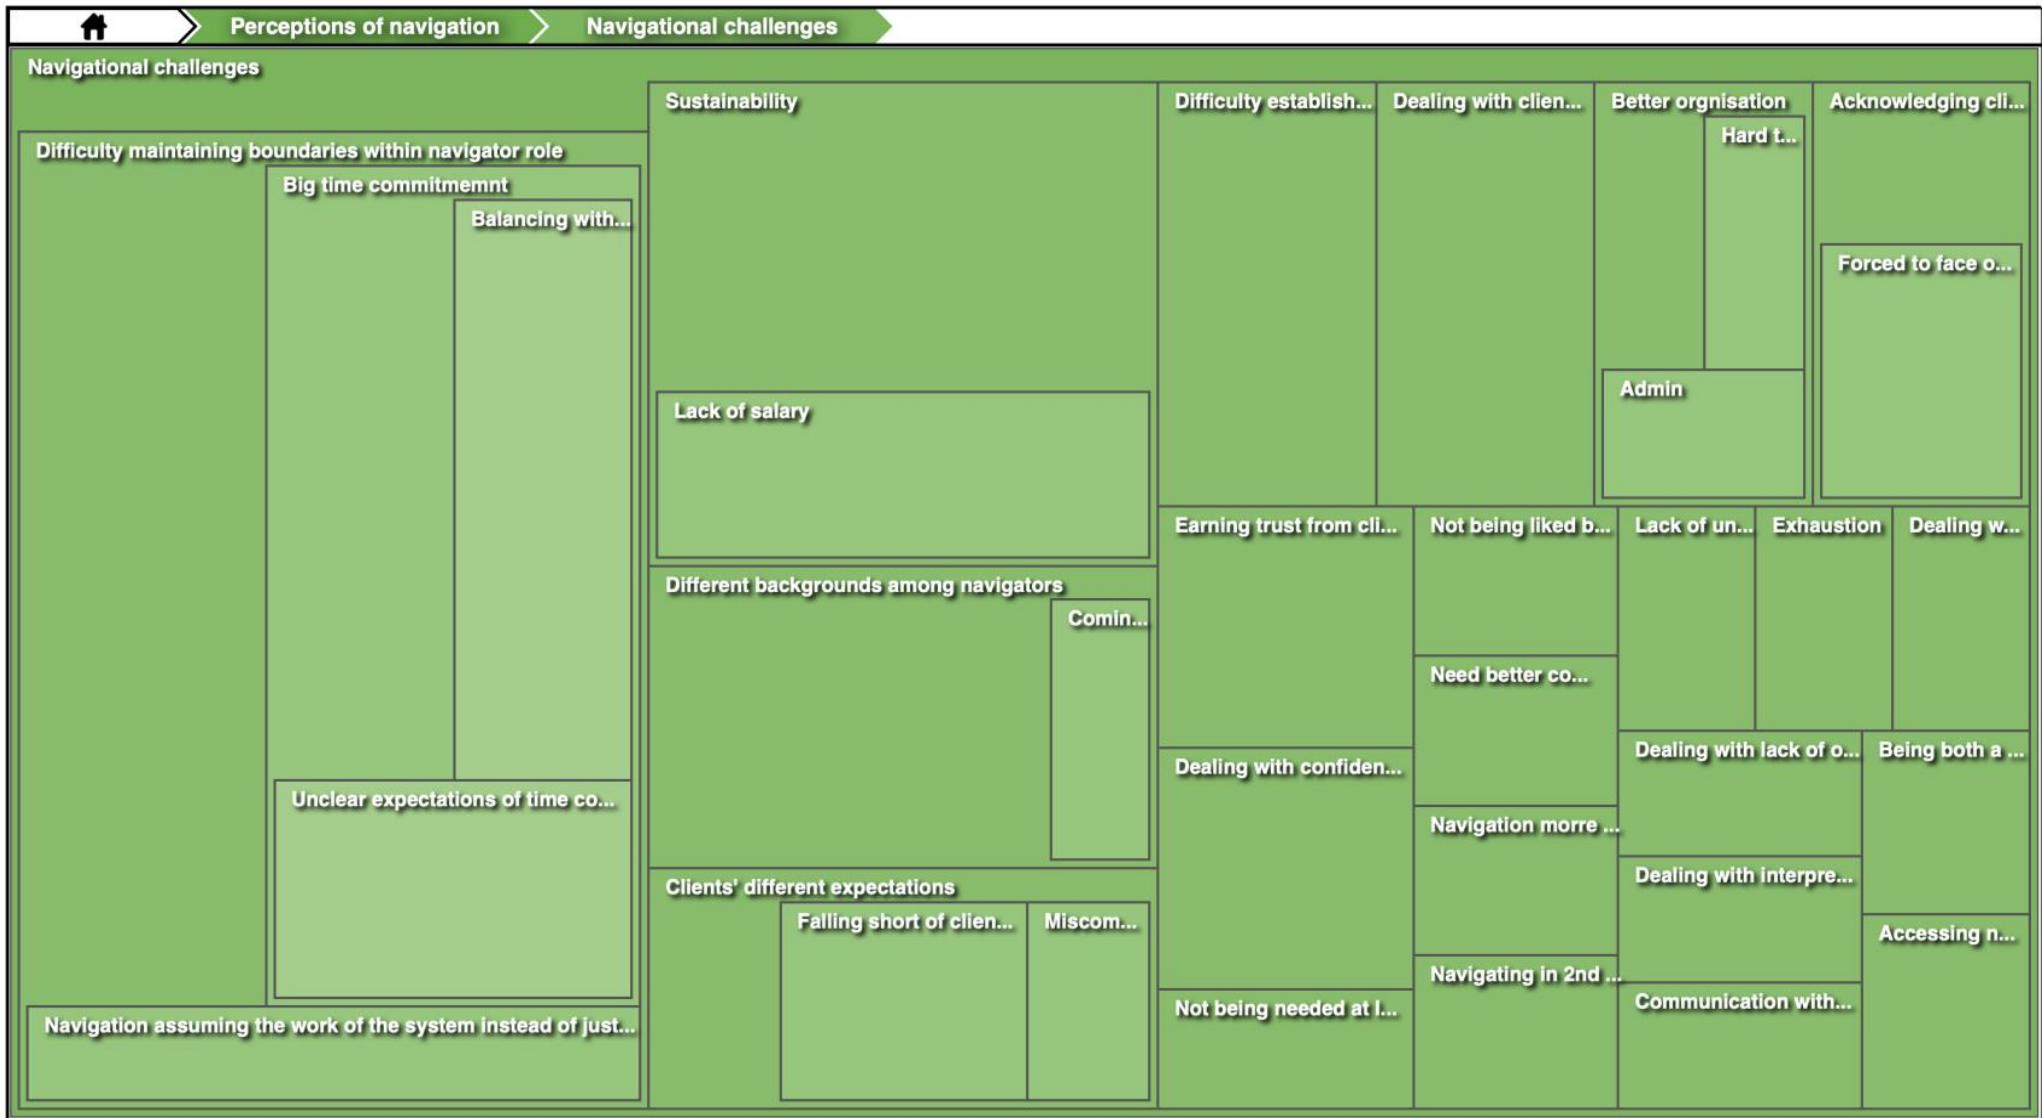 Perceptions of navigation
Navigational challenges
Navigational challenges
Difficulty maintaining boundaries within navigator role
Big time commitmemnt
Balancing with...
Unclear expectations of time co...
Navigation assuming the work of the system instead of just...
Sustainability
Lack of salary
Different backgrounds among navigators
Comin...
Clients' different expectations
Falling short of clien...
Miscom...
Difficulty establish...
Dealing with clien...
Better orgnisation
Hard t...
Admin
Acknowledging cli...
Forced to face o...
Earning trust from cli...
Dealing with confiden...
Not being needed at l...
Not being liked b...
Need better co...
Navigation morre ...
Navigating in 2nd ...
Lack of un...
Exhaustion
Dealing w...
Dealing with lack of o...
Dealing with interpre...
Communication with...
Being both a ...
Accessing n...